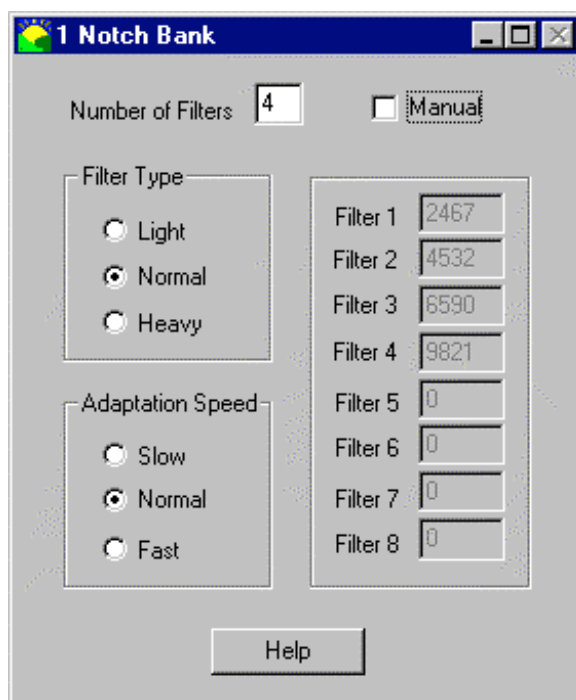 1 Notch Bank
Number of Filters 4 Manual
Filter Type
Light
Normal
Heavy
Adaptation Speed
Slow
Normal
Fast
Filter 1 2467
Filter 2 4532
Filter 3 6590
Filter 4 9821
Filter 5 0
Filter 6 0
Filter 7 0
Filter 8 0
Help